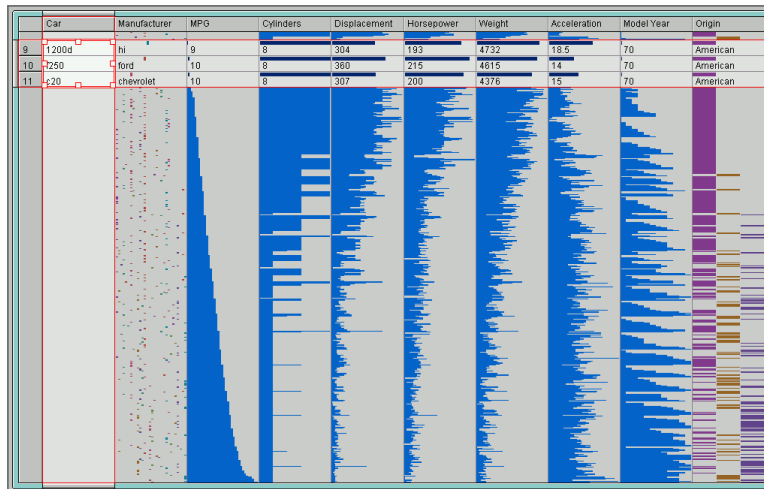 Car Manufacturer MPG Cylinders Displacement Horsepower Weight Acceleration Model Year Origin
9 1200d hi 9 8 304 193 4732 18.5 70 American
10 f250 ford 10 8 360 215 4615 14 70 American
11 c20 chevrolet 10 8 307 200 4376 15 70 American